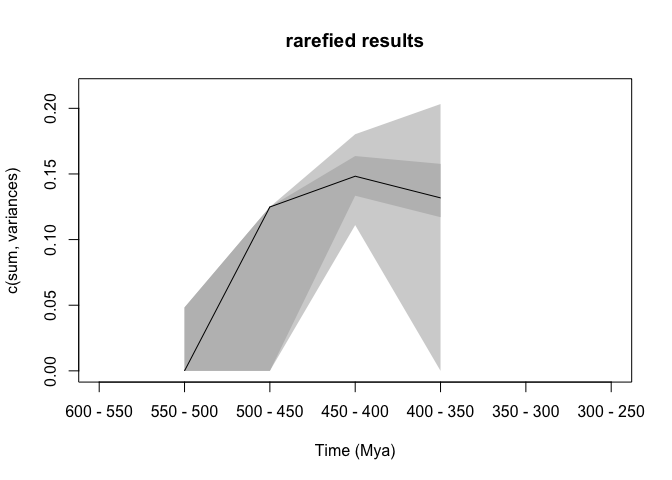 rarefied results
c(sum, variances)
0.20
0.15
0.10
0.05
0.00
600 - 550 550 - 500 500 - 450 450 - 400 400 - 350 350 - 300 300 - 250
Time (Mya)